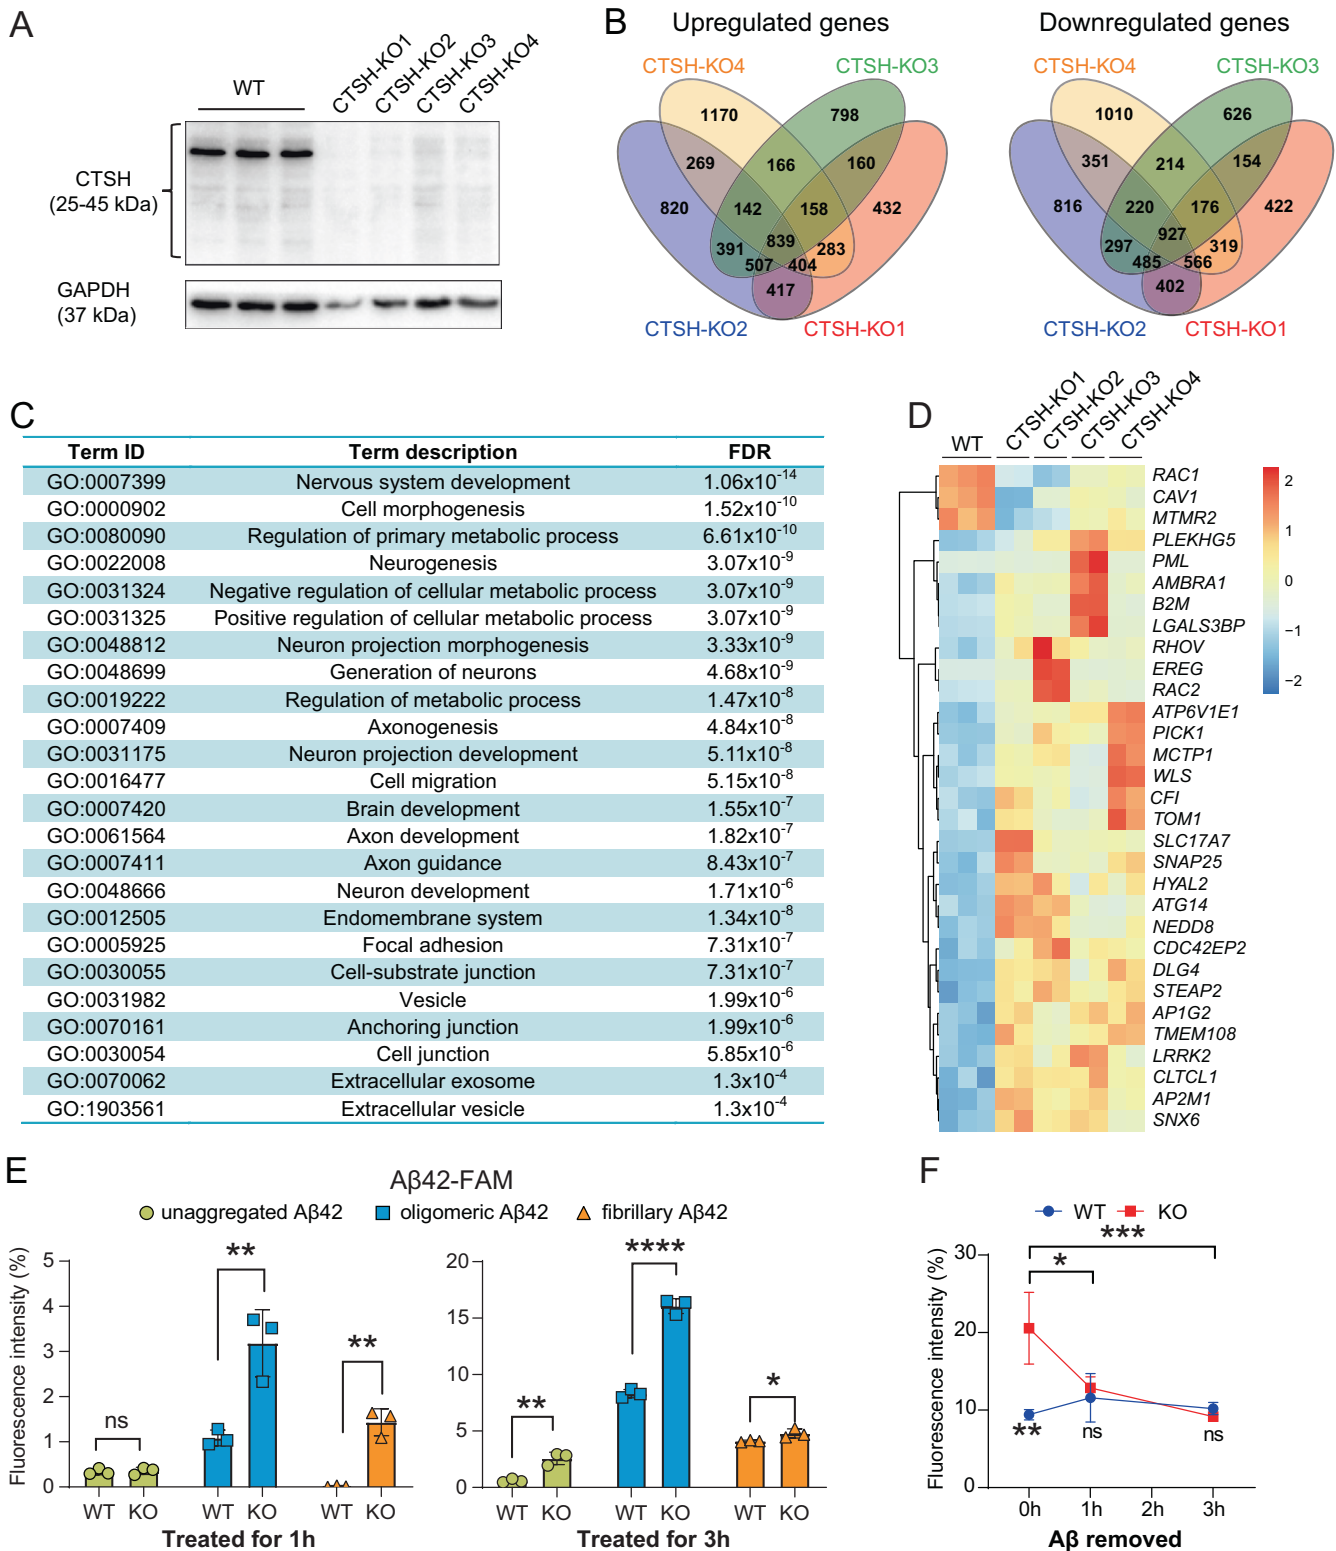 A
WT
CTSH-KO1
CTSH-KO2
CTSH-KO3
CTSH-KO4
CTSH
(25-45 kDa)
GAPDH
(37 kDa)
B
Upregulated genes
CTSH-KO4
CTSH-KO3
1170
798
269
166
160
820
142
158
432
391
839
283
507
404
417
CTSH-KO2
CTSH-KO1
Downregulated genes
CTSH-KO4
CTSH-KO3
1010
626
351
214
154
816
220
176
422
297
927
319
485
566
402
CTSH-KO2
CTSH-KO1
C
Term ID Term description FDR
GO:0007399 Nervous system development 1.06x10^-14
GO:0000902 Cell morphogenesis 1.52x10^-10
GO:0080090 Regulation of primary metabolic process 6.61x10^-10
GO:0022008 Neurogenesis 3.07x10^-9
GO:0031324 Negative regulation of cellular metabolic process 3.07x10^-9
GO:0031325 Positive regulation of cellular metabolic process 3.07x10^-9
GO:0048812 Neuron projection morphogenesis 3.33x10^-9
GO:0048699 Generation of neurons 4.68x10^-9
GO:0019222 Regulation of metabolic process 1.47x10^-8
GO:0007409 Axonogenesis 4.84x10^-8
GO:0031175 Neuron projection development 5.11x10^-8
GO:0016477 Cell migration 5.15x10^-8
GO:0007420 Brain development 1.55x10^-7
GO:0061564 Axon development 1.82x10^-7
GO:0007411 Axon guidance 8.43x10^-7
GO:0048666 Neuron development 1.71x10^-6
GO:0012505 Endomembrane system 1.34x10^-8
GO:0005925 Focal adhesion 7.31x10^-7
GO:0030055 Cell-substrate junction 7.31x10^-7
GO:0031982 Vesicle 1.99x10^-6
GO:0070161 Anchoring junction 1.99x10^-6
GO:0030054 Cell junction 5.85x10^-6
GO:0070062 Extracellular exosome 1.3x10^-4
GO:1903561 Extracellular vesicle 1.3x10^-4
D
WT
CTSH-KO1
CTSH-KO2
CTSH-KO3
CTSH-KO4
RAC1
CAV1
MTMR2
PLEKHG5
PML
AMBRA1
B2M
LGALS3BP
RHOV
EREG
RAC2
ATP6V1E1
PICK1
MCTP1
WLS
CFI
TOM1
SLC17A7
SNAP25
HYAL2
ATG14
NEDD8
CDC42EP2
DLG4
STEAP2
AP1G2
TMEM108
LRRK2
CLTCL1
AP2M1
SNX6
2
1
0
−1
−2
E
Aβ42-FAM
unaggregated Aβ42 oligomeric Aβ42 fibrillary Aβ42
Fluorescence intensity (%)
5
4
3
2
1
0
ns
**
**
WT KO WT KO WT KO
Treated for 1h
20
15
10
5
0
**
****
*
WT KO WT KO WT KO
Treated for 3h
F
WT KO
Fluorescence intensity (%)
30
20
10
0
***
*
**
ns
ns
0h 1h 2h 3h
Aβ removed